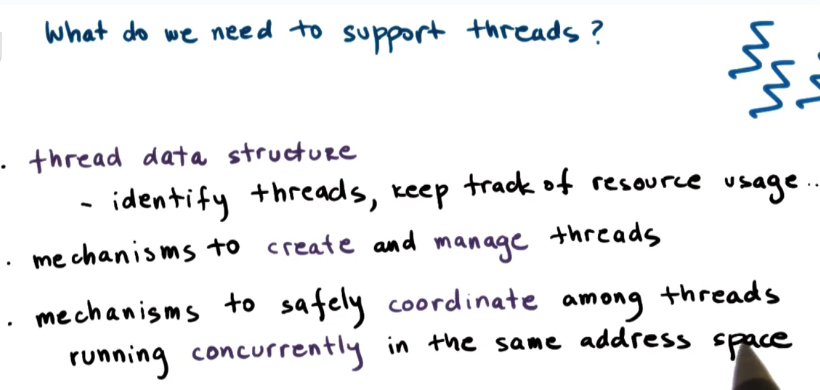 What do we need to support threads?
. thread data structure
- identify threads, keep track of resource usage..
. mechanisms to create and manage threads
. mechanisms to safely coordinate among threads
running concurrently in the same address space